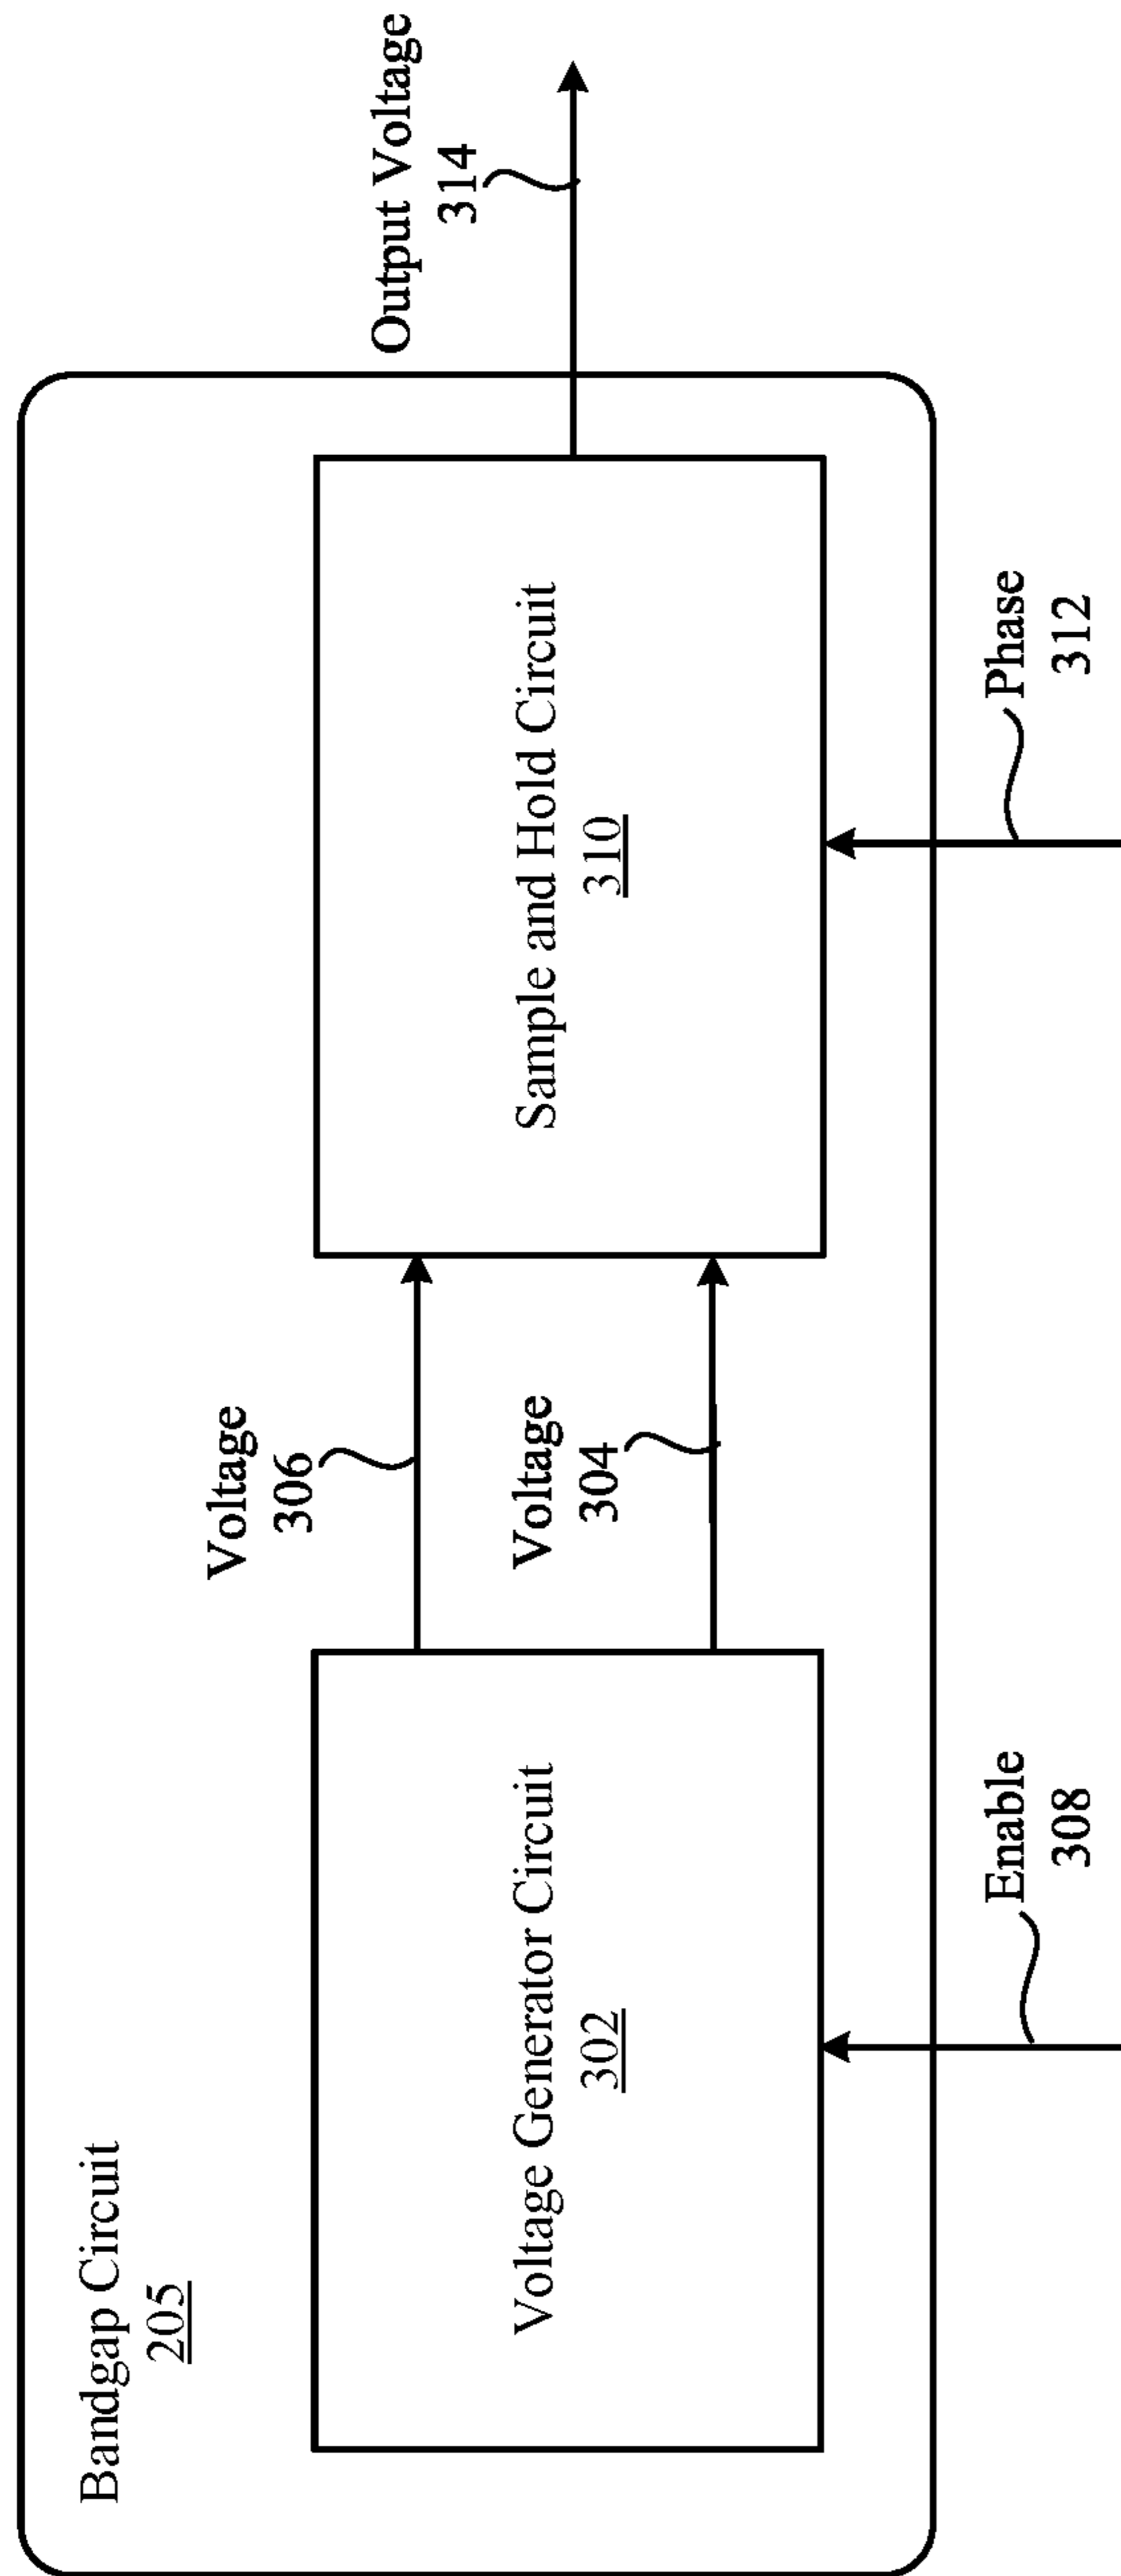 Bandgap Circuit
205
Voltage Generator Circuit
302
Voltage
306
Voltage
304
Sample and Hold Circuit
310
Output Voltage
314
Enable
308
Phase
312